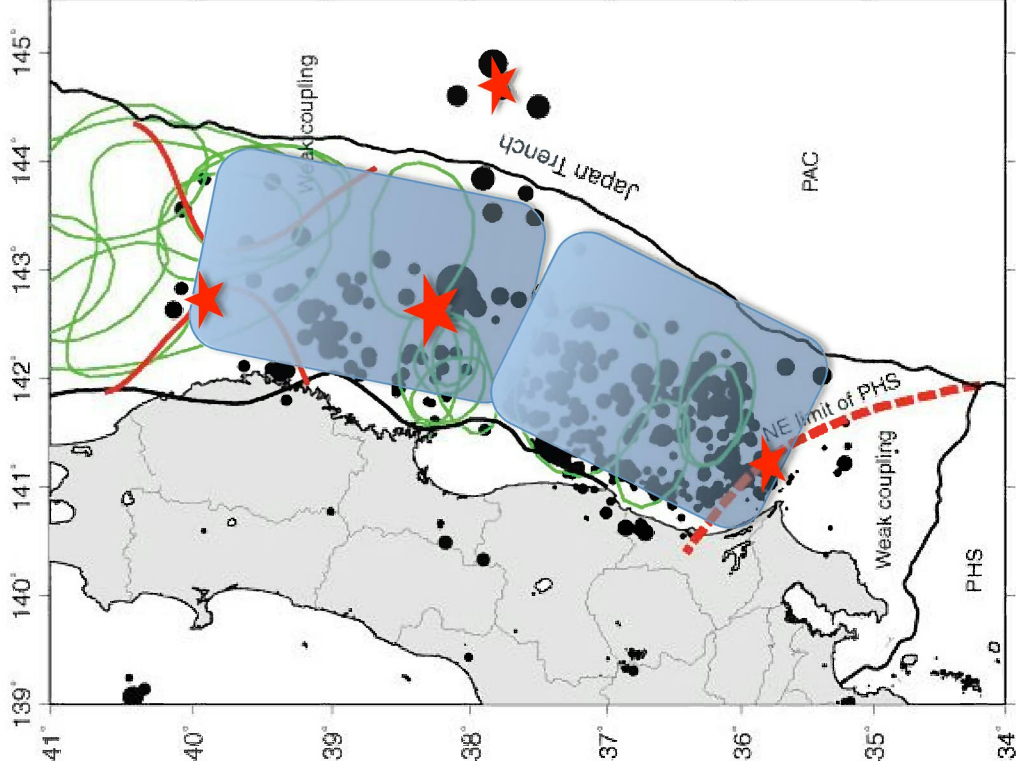 145°
144°
143°
142°
141°
140°
139°
41°
40°
39°
38°
37°
36°
35°
34°
Weak coupling
Japan Trench
PAC
NE limit of PHS
Weak coupling
PHS